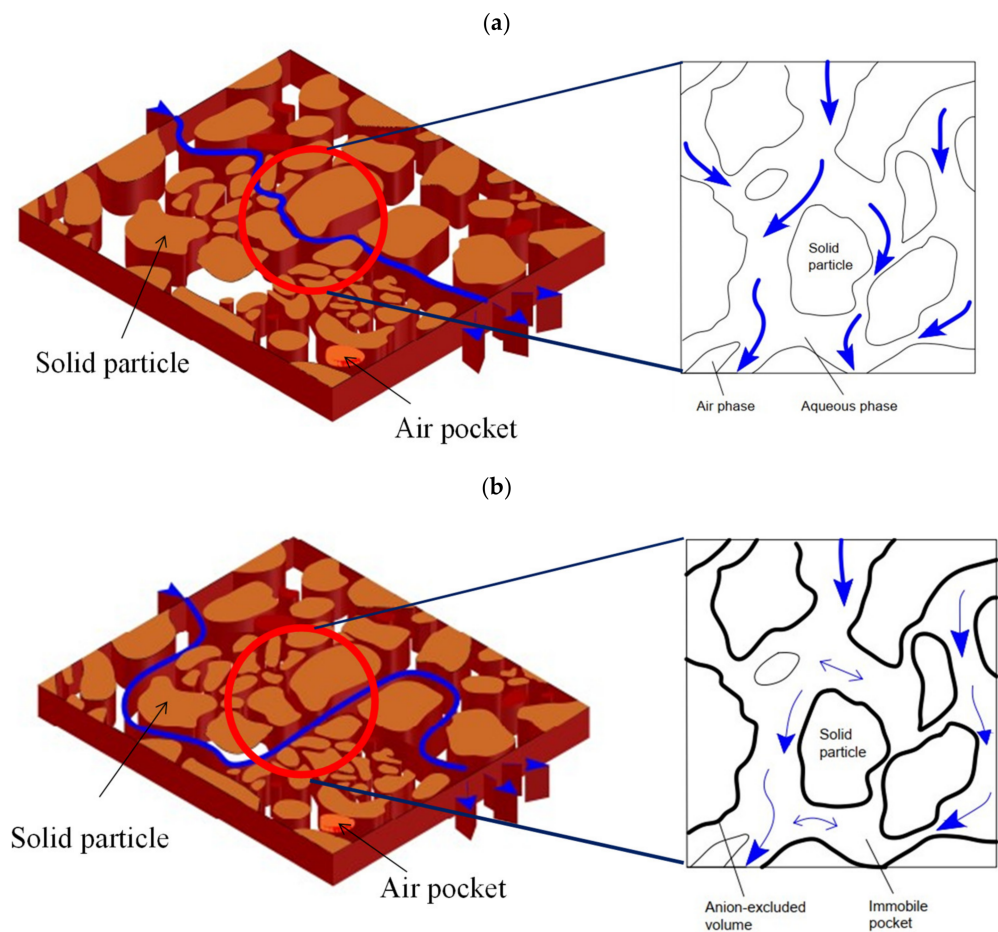 (a)
Solid
particle
Solid particle
Air pocket
Air phase
Aqueous phase
(b)
Solid
particle
Solid particle
Air pocket
Anion-excluded
volume
Immobile
pocket